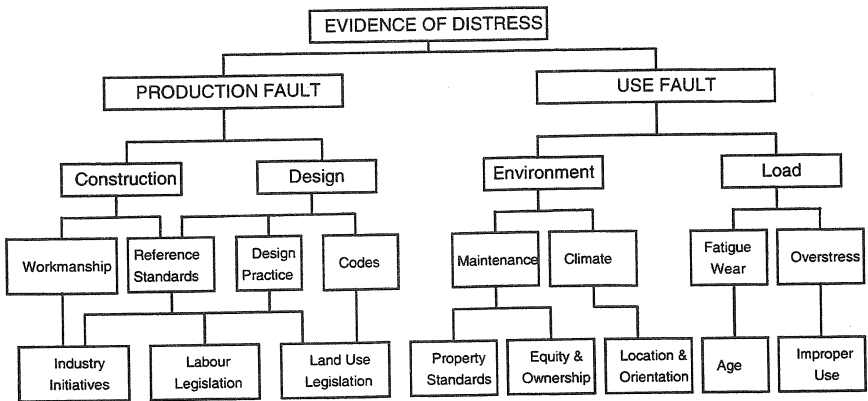 EVIDENCE OF DISTRESS
PRODUCTION FAULT
USE FAULT
Construction
Design
Environment
Load
Workmanship
Reference
Standards
Design
Practice
Codes
Maintenance
Climate
Fatigue
Wear
Overstress
Industry
Initiatives
Labour
Legislation
Land Use
Legislation
Property
Standards
Equity &
Ownership
Location &
Orientation
Age
Improper
Use